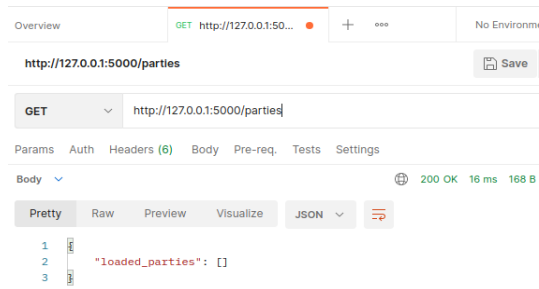 Overview
GET http://127.0.0.1:50...
+
ooo
No Environme
http://127.0.0.1:5000/parties
Save
GET
http://127.0.0.1:5000/parties
Params Auth Headers (6) Body Pre-req. Tests Settings
Body
200 OK 16 ms 168 B
Pretty Raw Preview Visualize JSON
1 {
2 "loaded_parties": []
3 }